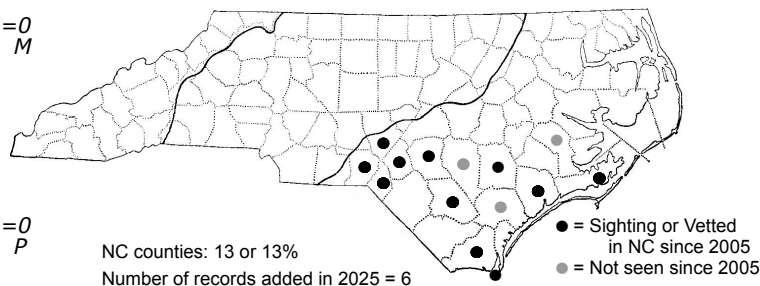 =0
M
=0
P
NC counties: 13 or 13%
Number of records added in 2025 = 6
= Sighting or Vetted
in NC since 2005
= Not seen since 2005